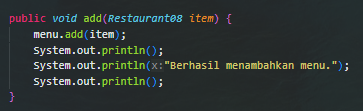 public void add(Restaurant08 item) {
menu.add(item);
System.out.println();
System.out.println(x:"Berhasil menambahkan menu.");
System.out.println();
}